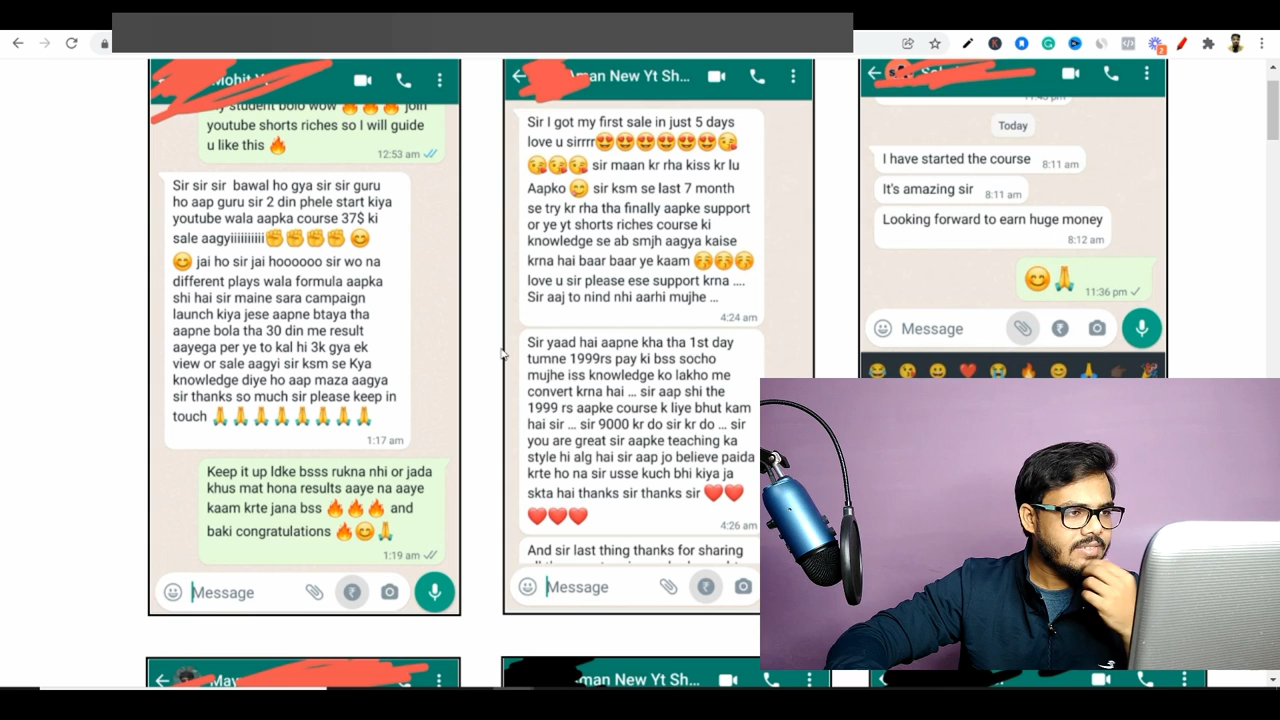 Mohit Y
student bolo wow 🔥🔥🔥 join
youtube shorts riches so I will guide
u like this 🔥
12:53 am
Sir sir sir bawal ho gya sir sir guru
ho aap guru sir 2 din phele start kiya
youtube wala aapka course 37$ ki
sale aagyiiiiiiiiii✊✊✊✊ 😊
😊 jai ho sir jai hoooooo sir wo na
different plays wala formula aapka
shi hai sir maine sara campaign
launch kiya jese aapne btaya tha
aapne bola tha 30 din me result
aayega per ye to kal hi 3k gya ek
view or sale aagyi sir ksm se Kya
knowledge diye ho aap maza aagya
sir thanks so much sir please keep in
touch 🙏🙏🙏🙏🙏🙏🙏🙏
1:17 am
Keep it up ldke bsss rukna nhi or jada
khus mat hona results aaye na aaye
kaam krte jana bss 🔥🔥🔥 and
baki congratulations 🔥😊🙏
1:19 am
Message
man New Yt Sh...
Sir I got my first sale in just 5 days
love u sirrrr😍😍😍😍😍😍😘
😘😘😘 sir maan kr rha kiss kr lu
Aapko 😋 sir ksm se last 7 month
se try kr rha tha finally aapke support
or ye yt shorts riches course ki
knowledge se ab smjh aagya kaise
krna hai baar baar ye kaam 😚😚😚
love u sir please ese support krna ....
Sir aaj to nind nhi aarhi mujhe ...
4:24 am
Sir yaad hai aapne kha tha 1st day
tumne 1999rs pay ki bss socho
mujhe iss knowledge ko lakho me
convert krna hai ... sir aap shi the
1999 rs aapke course k liye bhut kam
hai sir ... sir 9000 kr do sir kr do ... sir
you are great sir aapke teaching ka
style hi alg hai sir aap jo believe paida
krte ho na sir usse kuch bhi kiya ja
skta hai thanks sir thanks sir ❤️❤️
❤️❤️❤️
4:26 am
And sir last thing thanks for sharing
Message
Today
I have started the course
8:11 am
It's amazing sir
8:11 am
Looking forward to earn huge money
8:12 am
😊🙏
11:36 pm
Message
May
man New Yt Sh...